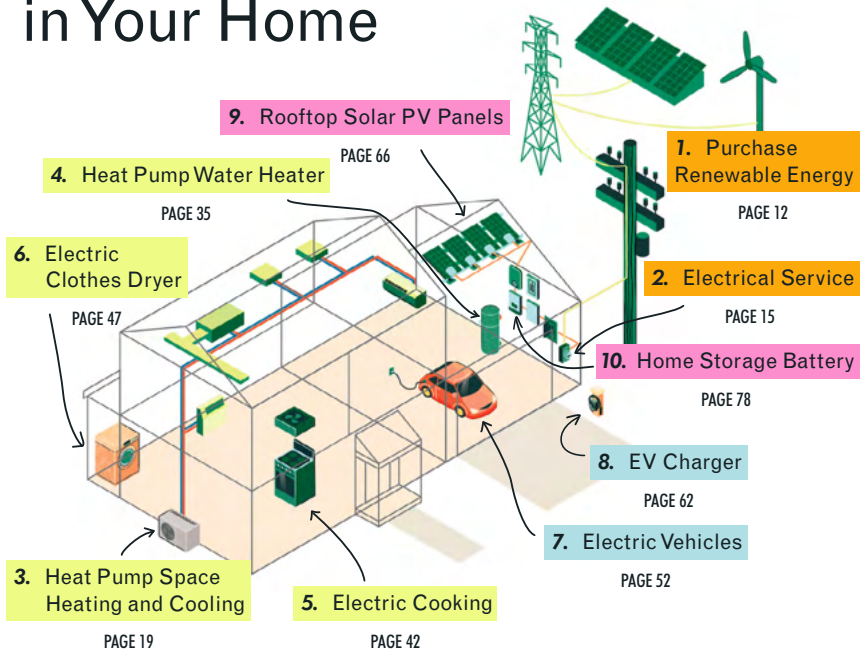 in Your Home
9. Rooftop Solar PV Panels
PAGE 66
1. Purchase
Renewable Energy
PAGE 12
4. Heat Pump Water Heater
PAGE 35
6. Electric
Clothes Dryer
PAGE 47
2. Electrical Service
PAGE 15
10. Home Storage Battery
PAGE 78
8. EV Charger
PAGE 62
7. Electric Vehicles
PAGE 52
3. Heat Pump Space
Heating and Cooling
PAGE 19
5. Electric Cooking
PAGE 42